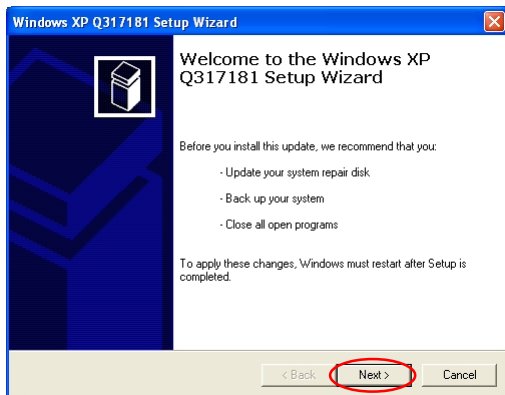 Windows XP Q317181 Setup Wizard
Welcome to the Windows XP
Q317181 Setup Wizard
Before you install this update, we recommend that you:
- Update your system repair disk
- Back up your system
- Close all open programs
To apply these changes, Windows must restart after Setup is
completed.
< Back
Next >
Cancel